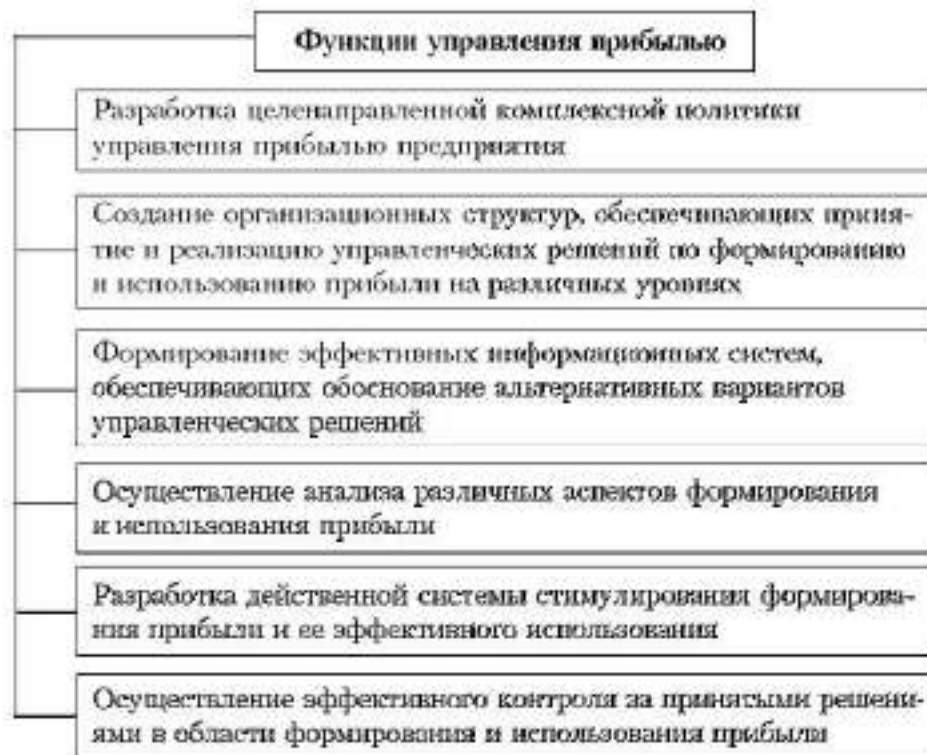 Функции управления прибылью
Разработка целенаправленной комплексной политики
управления прибылью предприятия
Создание организационных структур, обеспечивающих приня-
тие и реализацию управленческих решений по формированию
и использованию прибыли на различных уровнях
Формирование эффективных информационных систем,
обеспечивающих обоснование альтернативных вариантов
управленческих решений
Осуществление анализа различных аспектов формирования
и использования прибыли
Разработка действенной системы стимулирования формирова-
ния прибыли и ее эффективного использования
Осуществление эффективного контроля за принятыми решени-
ями в области формирования и использования прибыли